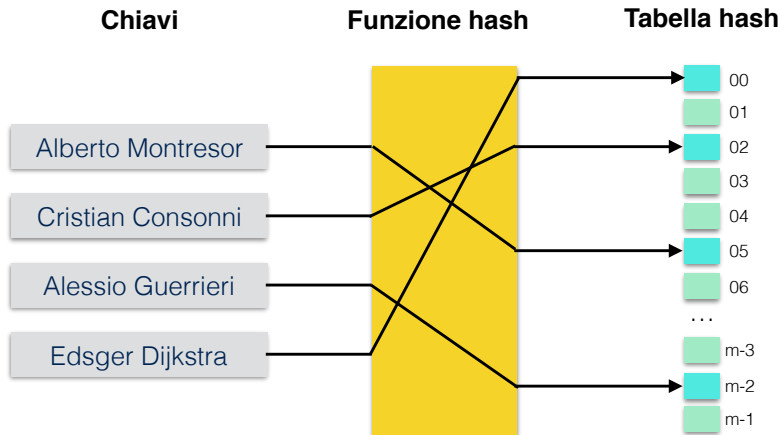 Chiavi
Funzione hash
Tabella hash
Alberto Montresor
Cristian Consonni
Alessio Guerrieri
Edsger Dijkstra
00
01
02
03
04
05
06
...
m-3
m-2
m-1